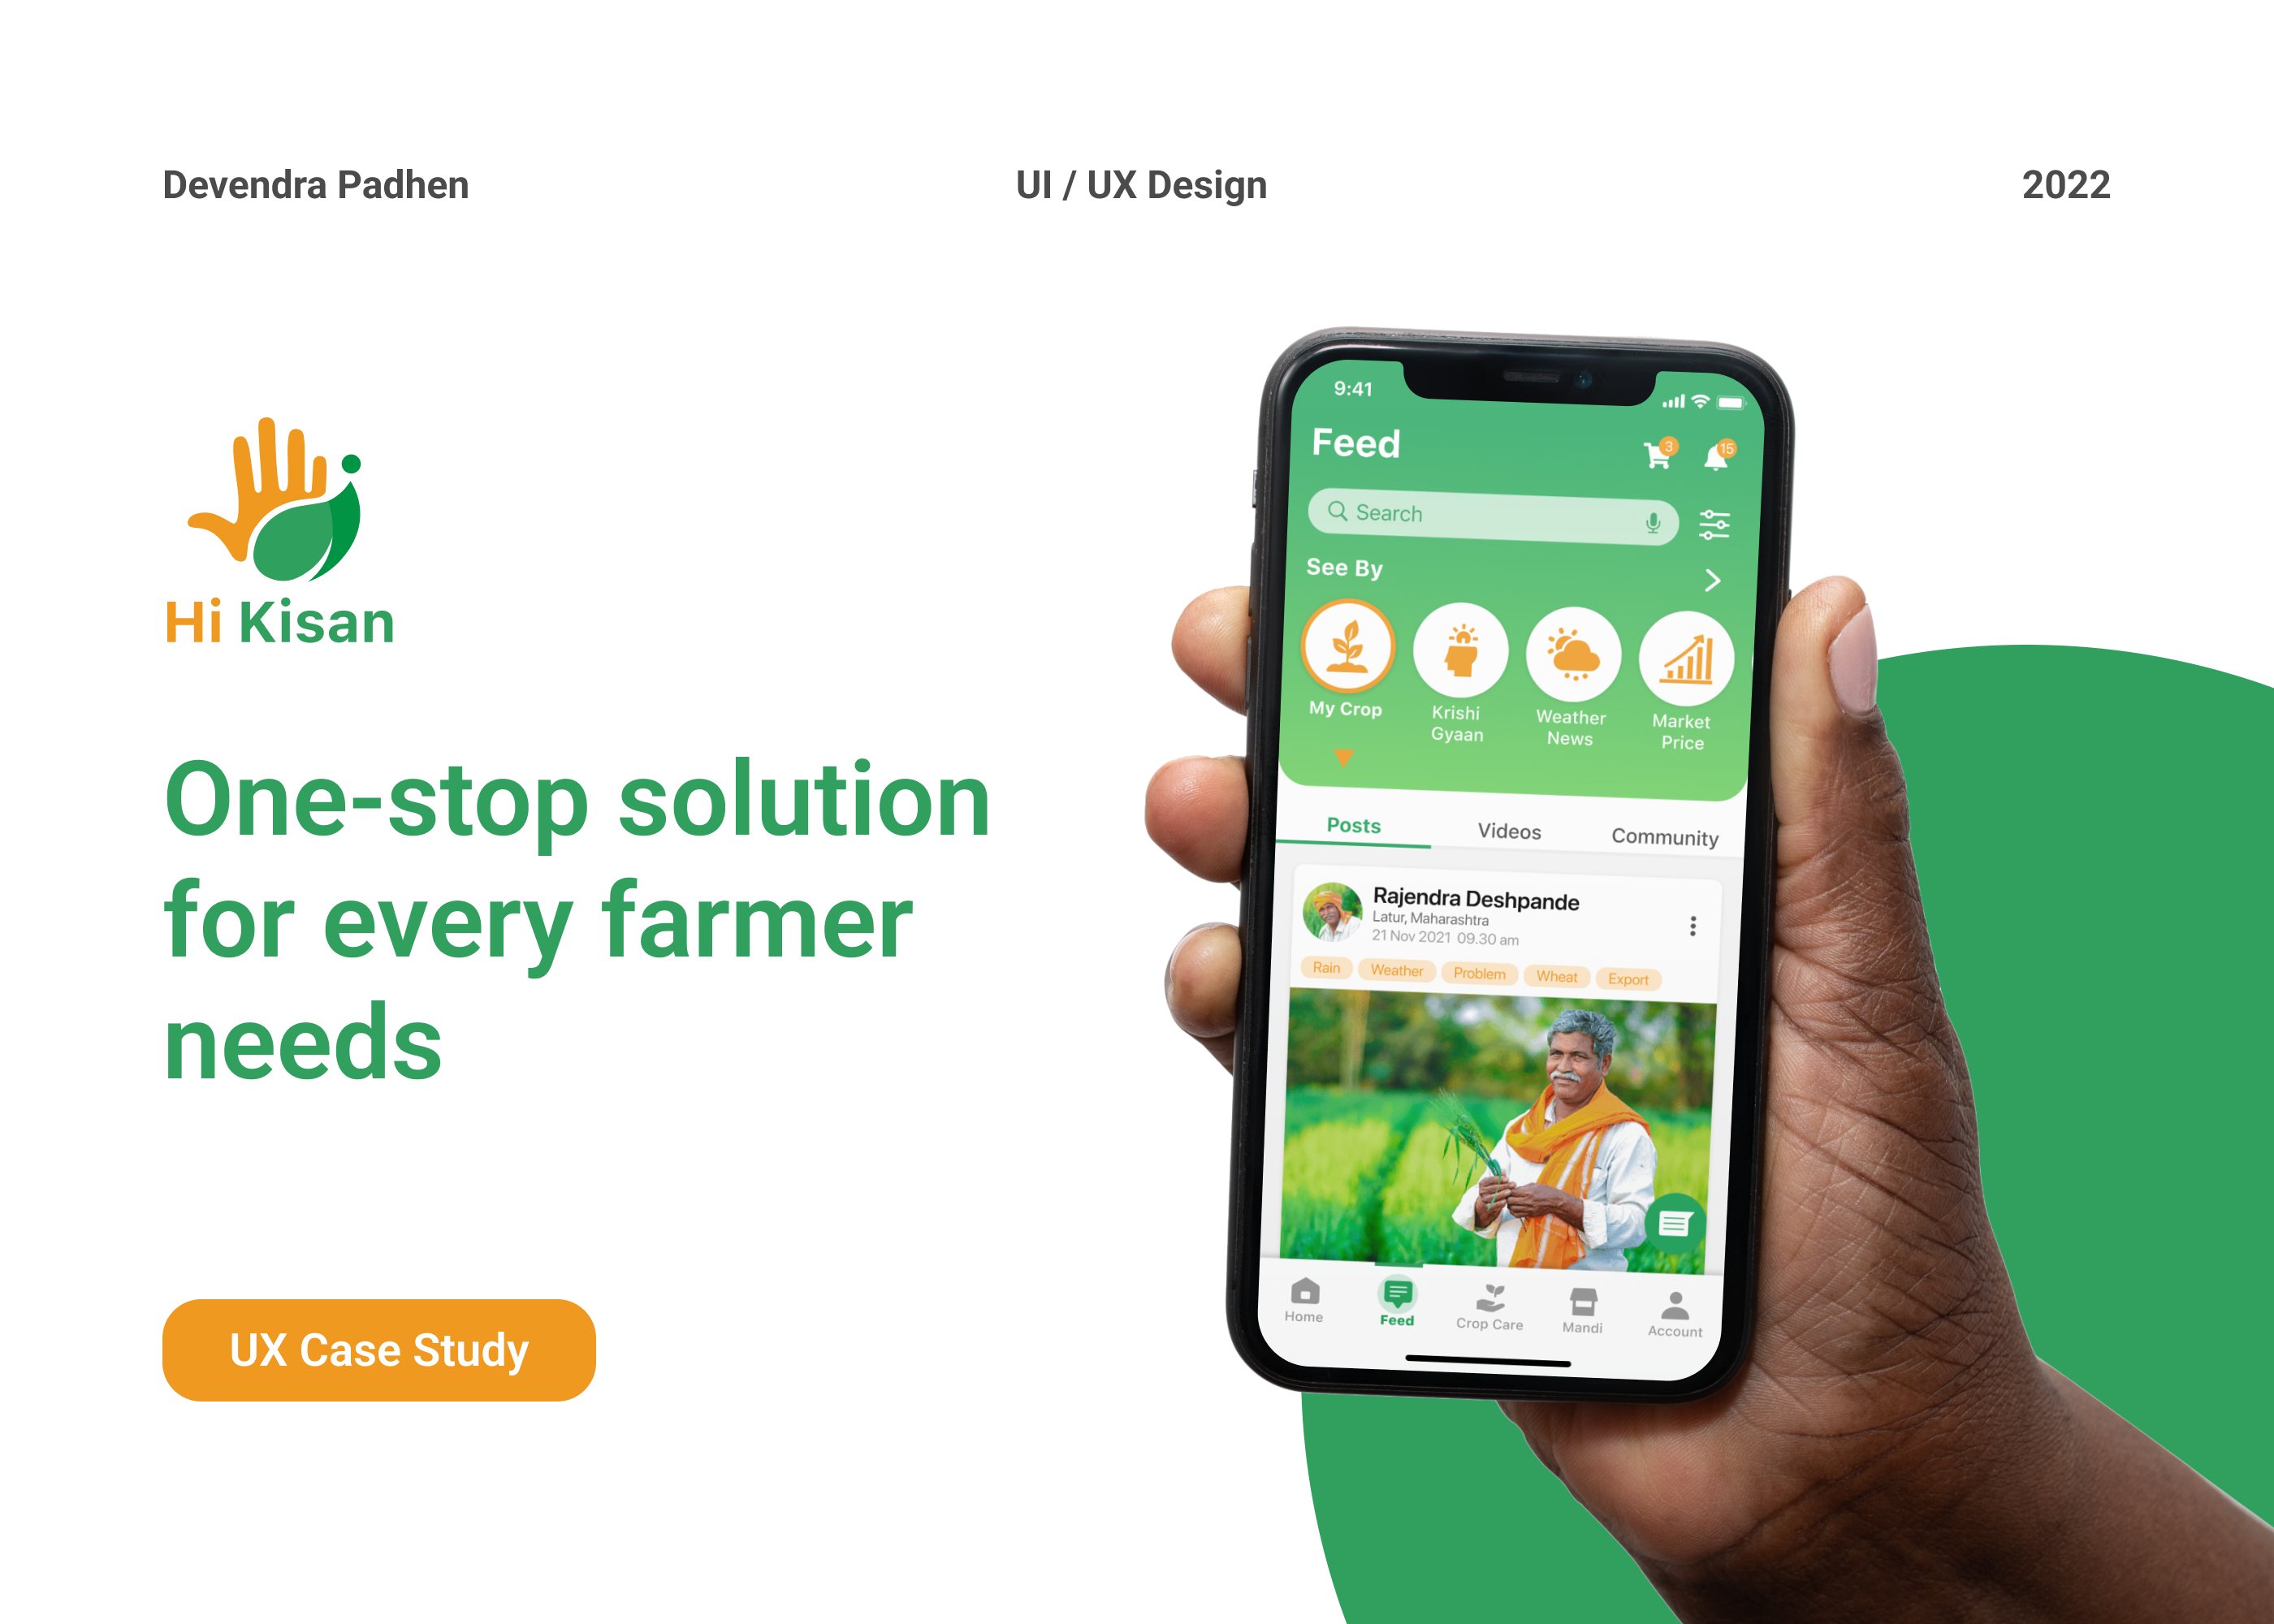 Devendra Padhen
UI / UX Design
2022
Hi Kisan
One-stop solution
for every farmer
needs
UX Case Study
9:41
Feed
3
15
Search
See By
My Crop
Krishi
Gyaan
Weather
News
Market
Price
Posts
Videos
Community
Rajendra Deshpande
Latur, Maharashtra
21 Nov 2021 09.30 am
Rain
Weather
Problem
Wheat
Export
Home
Feed
Crop Care
Mandi
Account